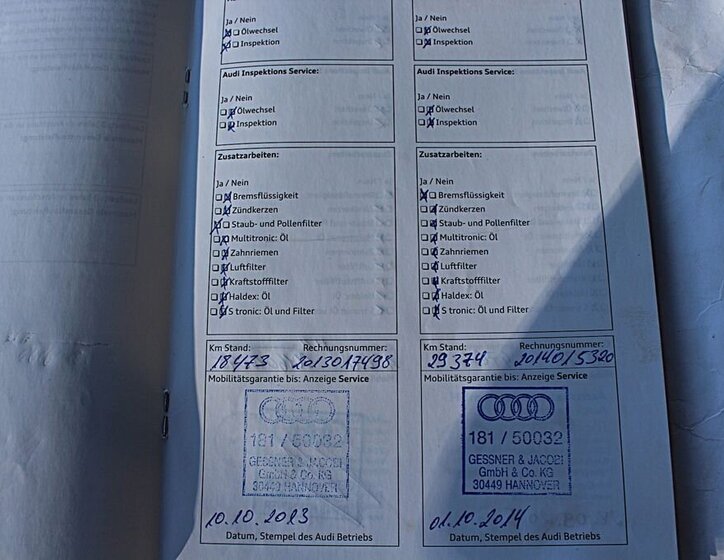 Ja / Nein
Ölwechsel
Inspektion
Audi Inspektions Service:
Ja / Nein
Ölwechsel
Inspektion
Zusatzarbeiten:
Ja / Nein
Bremsflüssigkeit
Zündkerzen
Staub- und Pollenfilter
Multitronic: Öl
Zahnriemen
Luftfilter
Kraftstofffilter
Haldex: Öl
S tronic: Öl und Filter
Km Stand: Rechnungsnummer:
18473 2013017498
Mobilitätsgarantie bis: Anzeige Service
181 / 50032
GESSNER & JACOBI
GmbH & Co. KG
30449 HANNOVER
10.10.2013
Datum, Stempel des Audi Betriebs
Ja / Nein
Ölwechsel
Inspektion
Audi Inspektions Service:
Ja / Nein
Ölwechsel
Inspektion
Zusatzarbeiten:
Ja / Nein
Bremsflüssigkeit
Zündkerzen
Staub- und Pollenfilter
Multitronic: Öl
Zahnriemen
Luftfilter
Kraftstofffilter
Haldex: Öl
S tronic: Öl und Filter
Km Stand: Rechnungsnummer:
29374 2014015320
Mobilitätsgarantie bis: Anzeige Service
181 / 50032
GESSNER & JACOBI
GmbH & Co. KG
30449 HANNOVER
01.10.2014
Datum, Stempel des Audi Betriebs